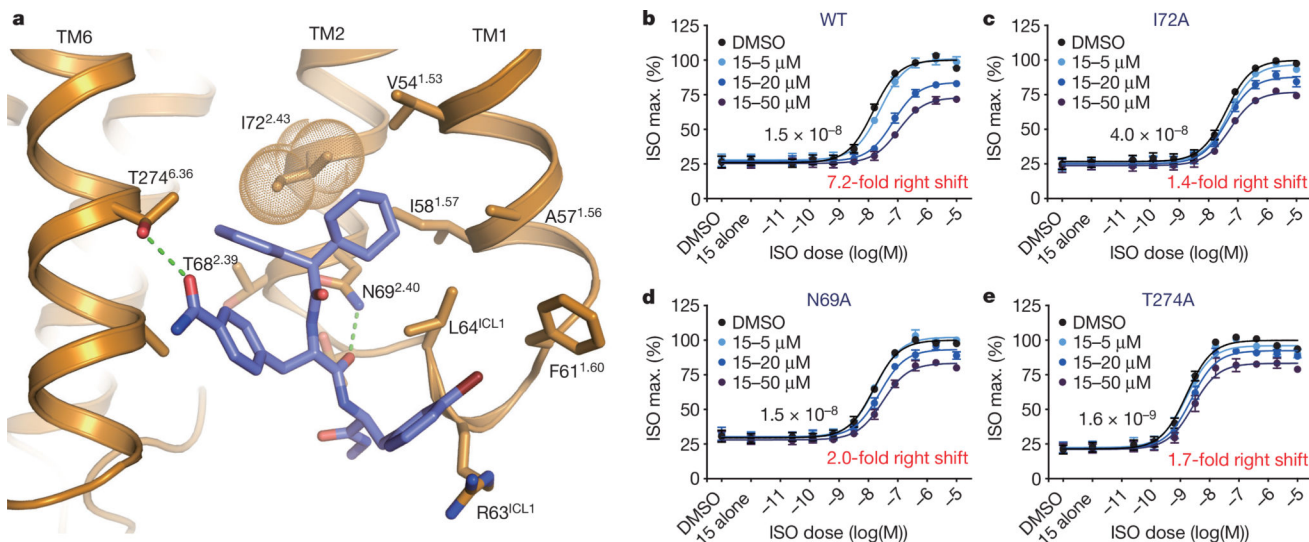 a
TM6
TM2
TM1
V54^1.53
I72^2.43
T274^6.36
I58^1.57
A57^1.56
T68^2.39
N69^2.40
L64^ICL1
F61^1.60
R63^ICL1
b
WT
ISO max. (%)
125
100
75
50
25
0
DMSO
15–5 μM
15–20 μM
15–50 μM
1.5 × 10^−8
7.2-fold right shift
DMSO
15 alone
−11
−10
−9
−8
−7
−6
−5
ISO dose (log(M))
c
I72A
ISO max. (%)
125
100
75
50
25
0
DMSO
15–5 μM
15–20 μM
15–50 μM
4.0 × 10^−8
1.4-fold right shift
DMSO
15 alone
−11
−10
−9
−8
−7
−6
−5
ISO dose (log(M))
d
N69A
ISO max. (%)
125
100
75
50
25
0
DMSO
15–5 μM
15–20 μM
15–50 μM
1.5 × 10^−8
2.0-fold right shift
DMSO
15 alone
−11
−10
−9
−8
−7
−6
−5
ISO dose (log(M))
e
T274A
ISO max. (%)
125
100
75
50
25
0
DMSO
15–5 μM
15–20 μM
15–50 μM
1.6 × 10^−9
1.7-fold right shift
DMSO
15 alone
−11
−10
−9
−8
−7
−6
−5
ISO dose (log(M))